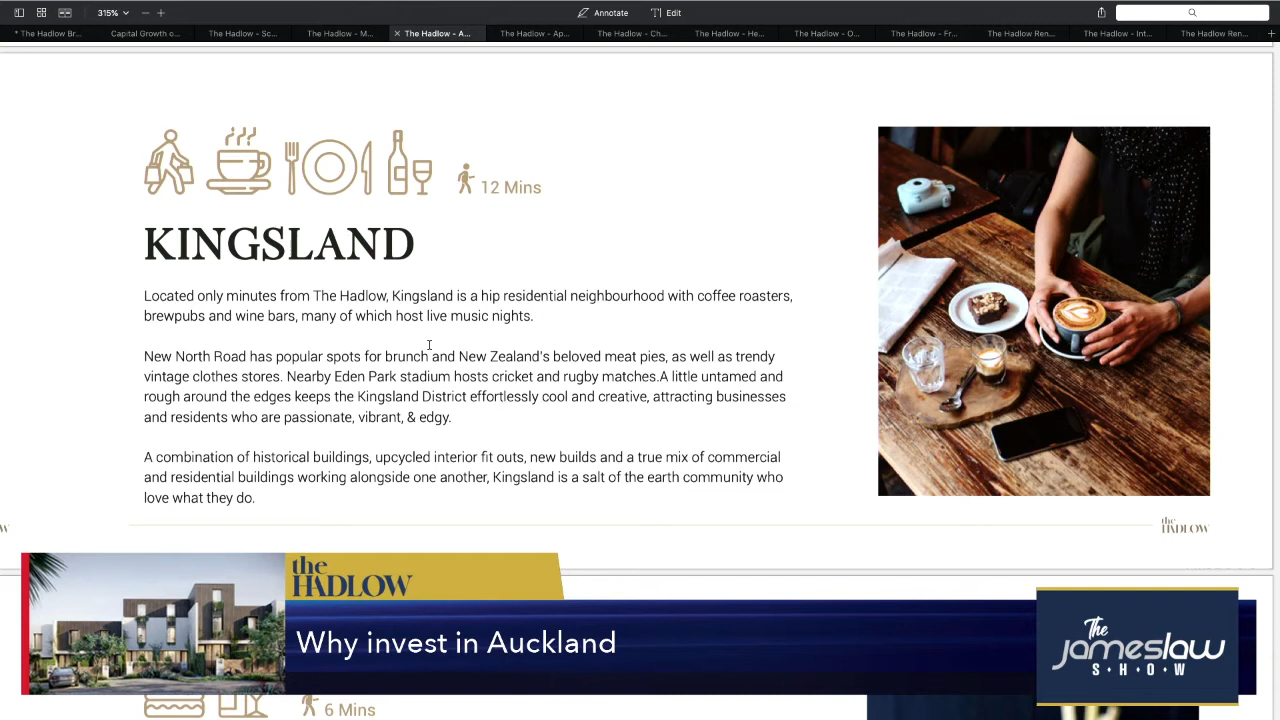 315%
Annotate
Edit
* The Hadlow Br...
Capital Growth o...
The Hadlow - Sc...
The Hadlow - M...
The Hadlow - A...
The Hadlow - Ap...
The Hadlow - Ch...
The Hadlow - He...
The Hadlow - O...
The Hadlow - Fr...
The Hadlow Ren...
The Hadlow - Int...
The Hadlow Ren...
12 Mins
KINGSLAND
Located only minutes from The Hadlow, Kingsland is a hip residential neighbourhood with coffee roasters,
brewpubs and wine bars, many of which host live music nights.
New North Road has popular spots for brunch and New Zealand's beloved meat pies, as well as trendy
vintage clothes stores. Nearby Eden Park stadium hosts cricket and rugby matches.A little untamed and
rough around the edges keeps the Kingsland District effortlessly cool and creative, attracting businesses
and residents who are passionate, vibrant, & edgy.
A combination of historical buildings, upcycled interior fit outs, new builds and a true mix of commercial
and residential buildings working alongside one another, Kingsland is a salt of the earth community who
love what they do.
the
HADLOW
the
HADLOW
Why invest in Auckland
The
jameslaw
S•H•O•W
6 Mins